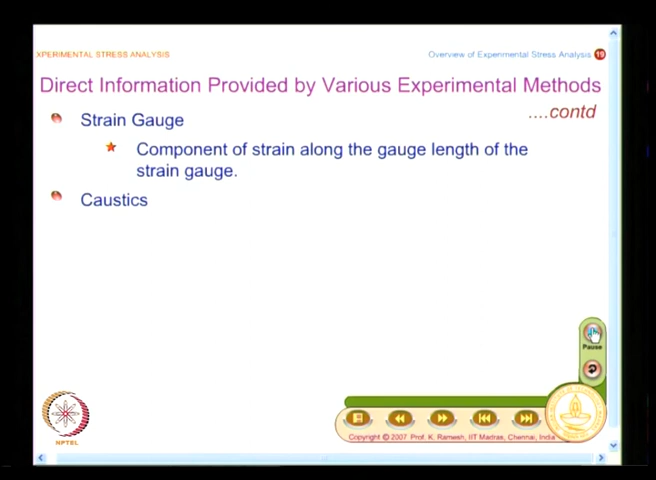 XPERIMENTAL STRESS ANALYSIS
Overview of Experimental Stress Analysis 19
Direct Information Provided by Various Experimental Methods
....contd
Strain Gauge
Component of strain along the gauge length of the
strain gauge.
Caustics
Pause
NPTEL
Copyright © 2007 Prof. K. Ramesh, IIT Madras, Chennai, India